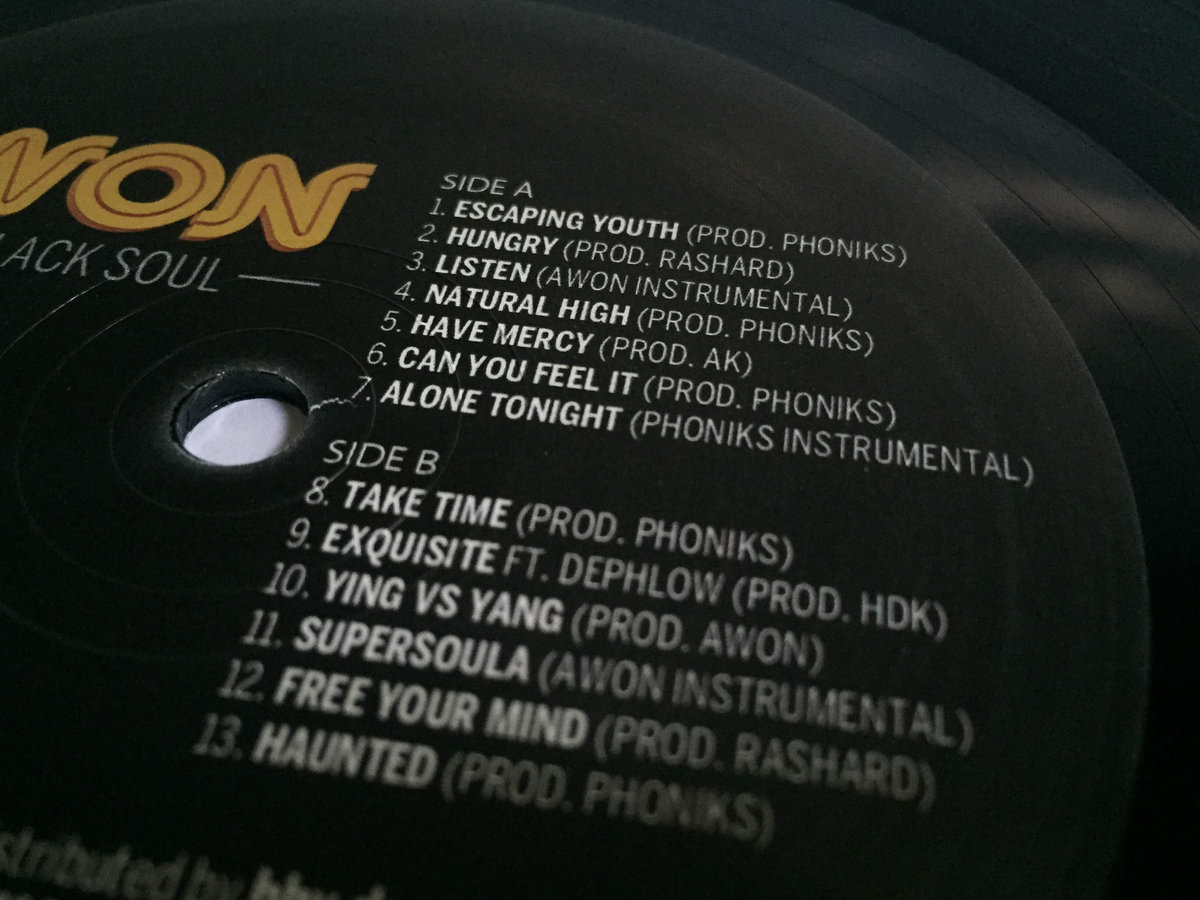 WON
LACK SOUL
SIDE A
1. ESCAPING YOUTH (PROD. PHONIKS)
2. HUNGRY (PROD. RASHARD)
3. LISTEN (AWON INSTRUMENTAL)
4. NATURAL HIGH (PROD. PHONIKS)
5. HAVE MERCY (PROD. AK)
6. CAN YOU FEEL IT (PROD. PHONIKS)
7. ALONE TONIGHT (PHONIKS INSTRUMENTAL)
SIDE B
8. TAKE TIME (PROD. PHONIKS)
9. EXQUISITE FT. DEPHLOW (PROD. HDK)
10. YING VS YANG (PROD. AWON)
11. SUPERSOULA (AWON INSTRUMENTAL)
12. FREE YOUR MIND (PROD. RASHARD)
13. HAUNTED (PROD. PHONIKS)
stributed by